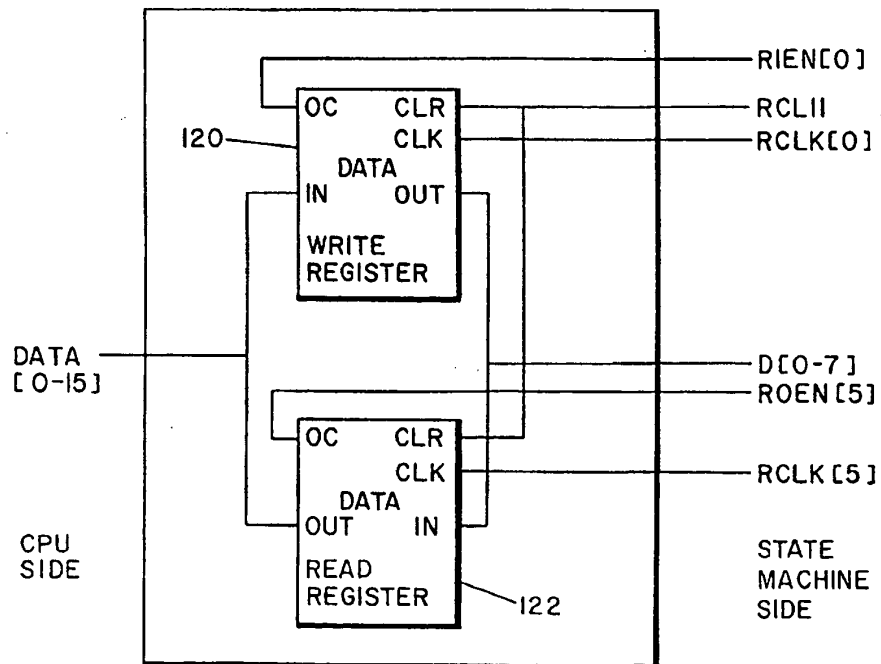 RIEN[0]
OC CLR
RCL11
120
CLK
RCLK[0]
DATA
IN OUT
WRITE
REGISTER
DATA
[0-15]
D[0-7]
ROEN[5]
OC CLR
CLK
RCLK[5]
DATA
OUT IN
CPU
SIDE
READ
REGISTER
122
STATE
MACHINE
SIDE